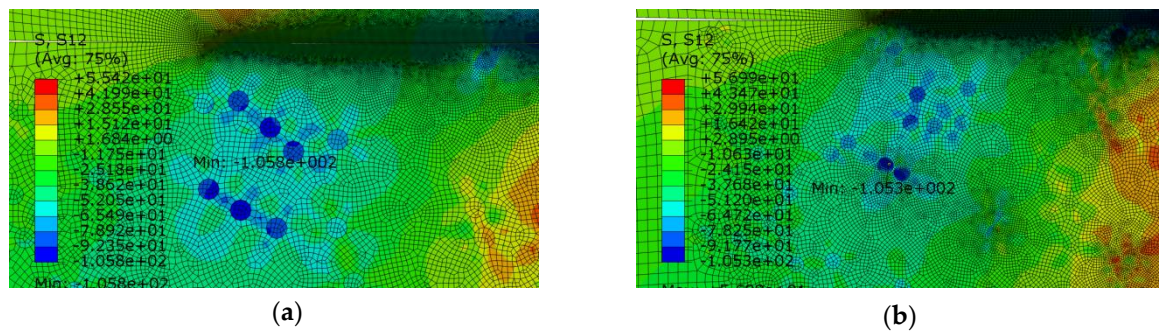 S, S12
(Avg: 75%)
+5.542e+01
+4.199e+01
+2.855e+01
+1.512e+01
+1.684e+00
-1.175e+01
-2.518e+01
-3.862e+01
-5.205e+01
-6.549e+01
-7.892e+01
-9.235e+01
-1.058e+02
Min: -1.058e+002
Min: -1.058e+02
(a)
S, S12
(Avg: 75%)
+5.699e+01
+4.347e+01
+2.994e+01
+1.642e+01
+2.895e+00
-1.063e+01
-2.415e+01
-3.768e+01
-5.120e+01
-6.472e+01
-7.825e+01
-9.177e+01
-1.053e+02
Min: -1.053e+002
(b)